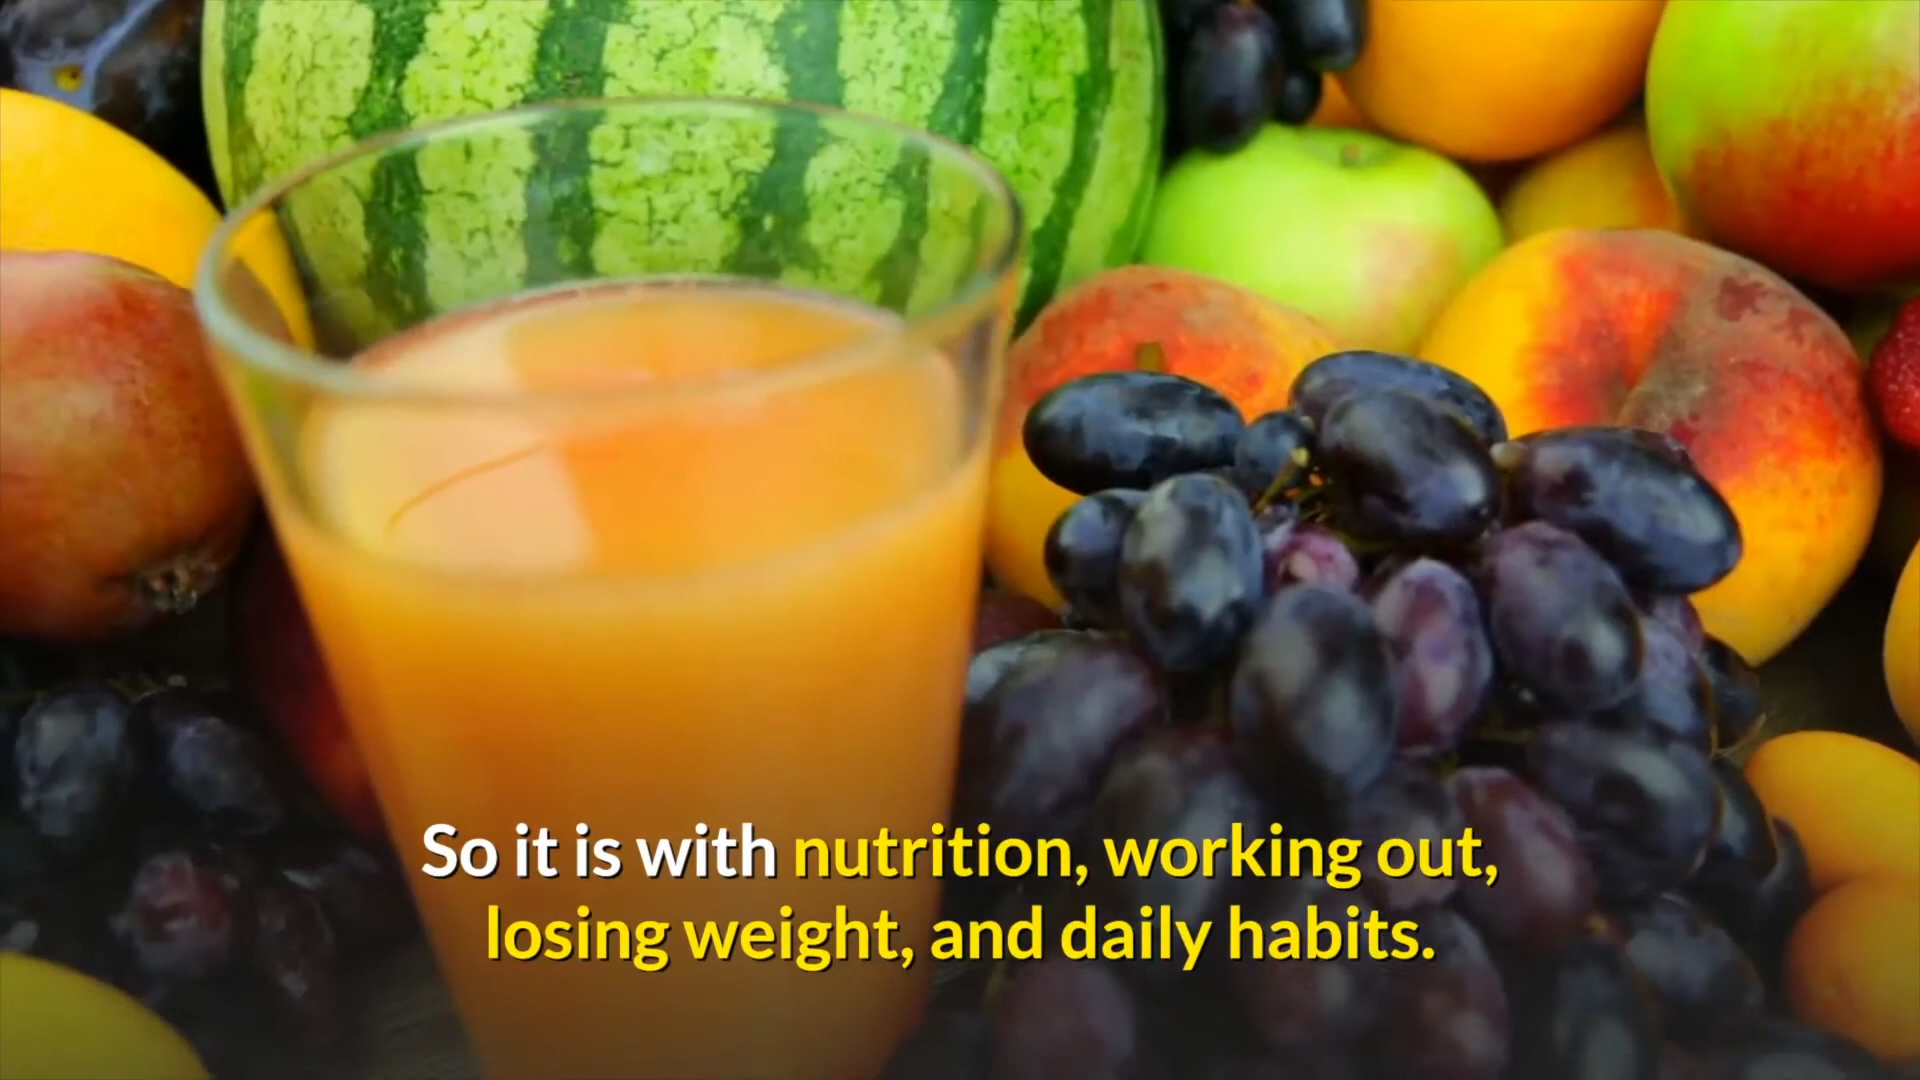 So it is with nutrition, working out,
losing weight, and daily habits.